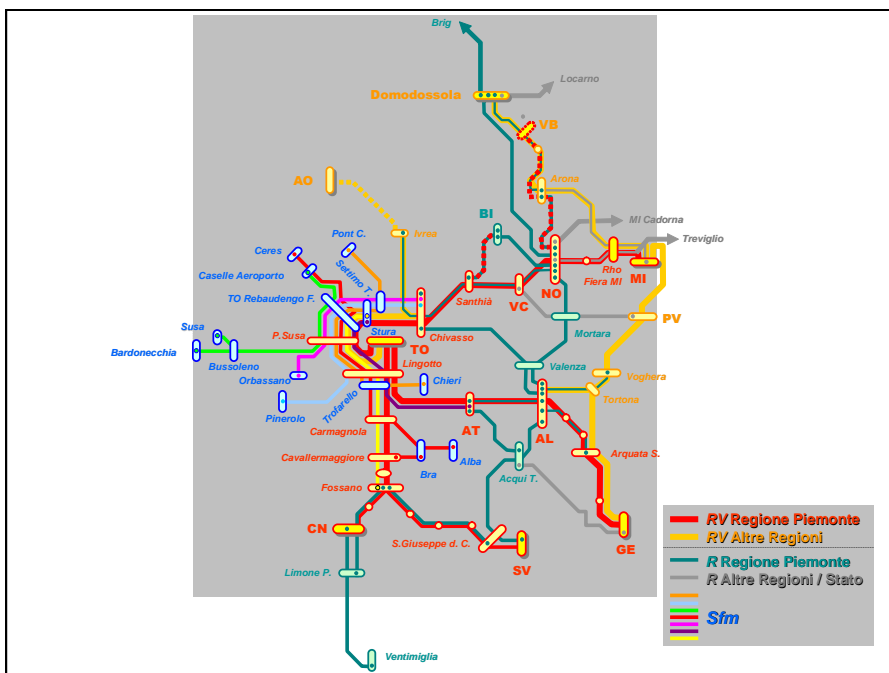 Brig
Locarno
Domodossola
VB
AO
Arona
BI
MI Cadorna
Ivrea
Pont C.
Treviglio
Ceres
Settimo T.
Caselle Aeroporto
Rho
Fiera MI
MI
TO Rebaudengo F.
NO
Santhià
VC
PV
Susa
Stura
TO
Chivasso
Mortara
P.Susa
Bardonecchia
Bussoleno
Lingotto
Valenza
Orbassano
Chieri
Voghera
Trofarello
Pinerolo
Tortona
Carmagnola
AT
AL
Cavallermaggiore
Bra
Alba
Arquata S.
Acqui T.
Fossano
CN
S.Giuseppe d. C.
GE
SV
Limone P.
Ventimiglia
RV Regione Piemonte
RV Altre Regioni
R Regione Piemonte
R Altre Regioni / Stato
Sfm